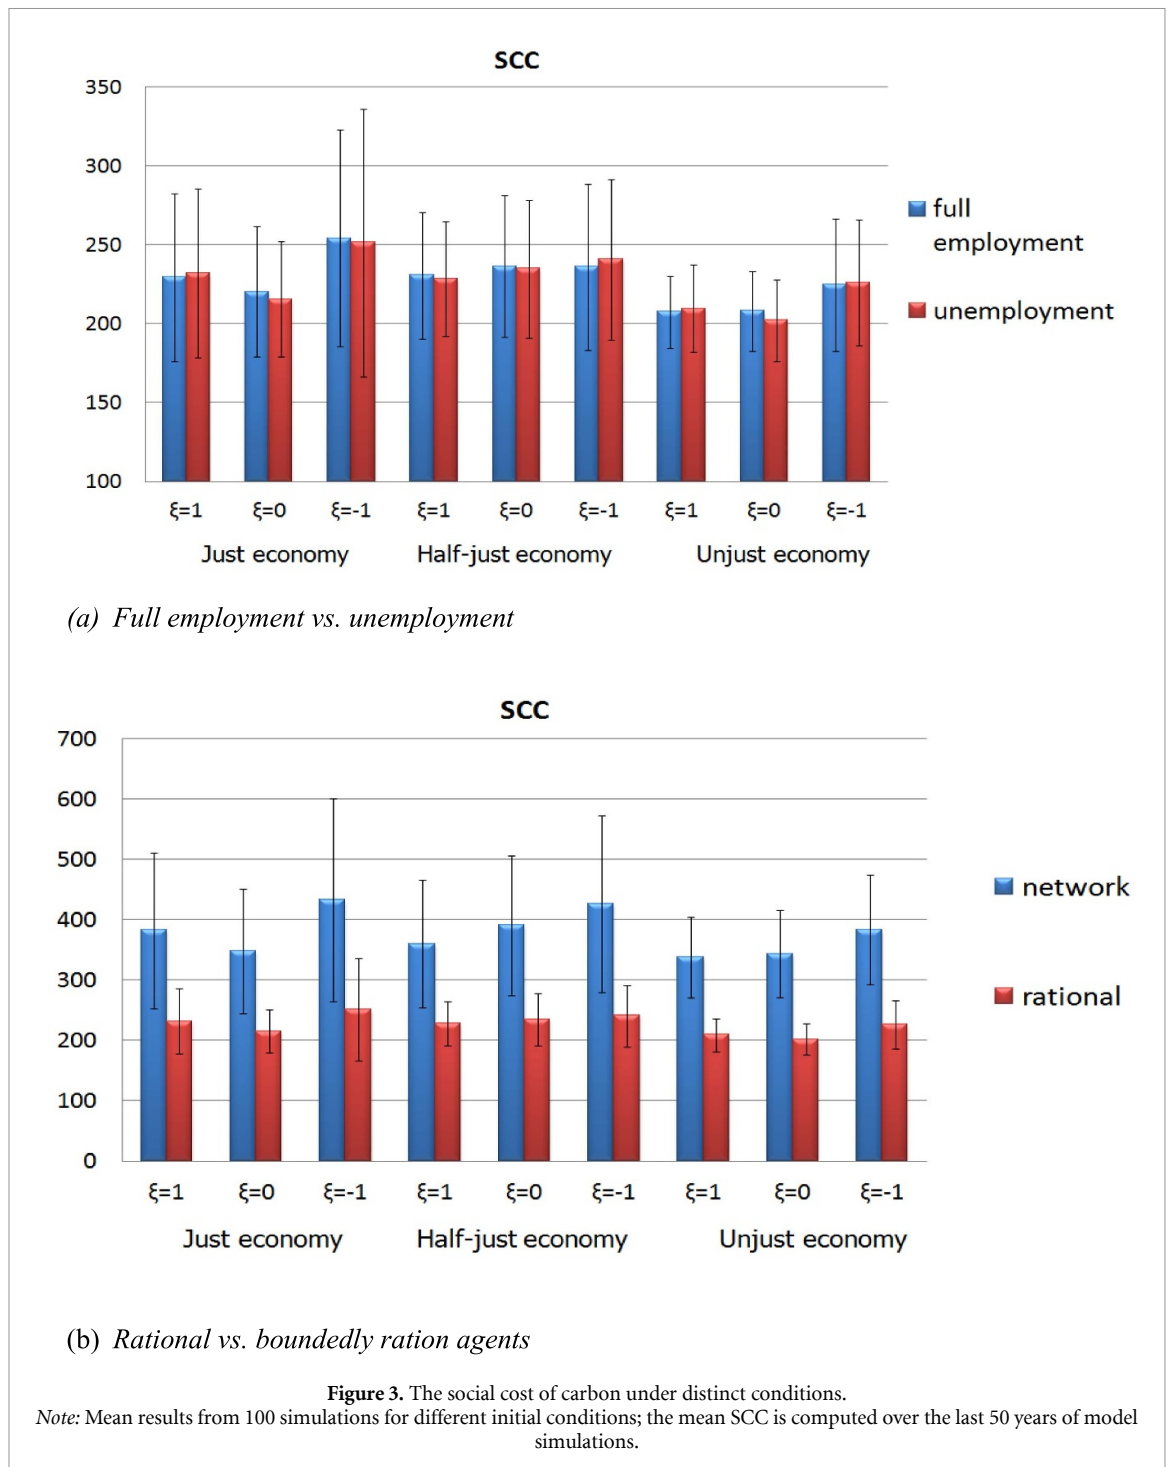 SCC
350
300
250
200
150
100
full
employment
unemployment
ξ=1 ξ=0 ξ=-1 ξ=1 ξ=0 ξ=-1 ξ=1 ξ=0 ξ=-1
Just economy Half-just economy Unjust economy
(a) Full employment vs. unemployment
SCC
700
600
500
400
300
200
100
0
network
rational
ξ=1 ξ=0 ξ=-1 ξ=1 ξ=0 ξ=-1 ξ=1 ξ=0 ξ=-1
Just economy Half-just economy Unjust economy
(b) Rational vs. boundedly ration agents
Figure 3. The social cost of carbon under distinct conditions.
Note: Mean results from 100 simulations for different initial conditions; the mean SCC is computed over the last 50 years of model
simulations.